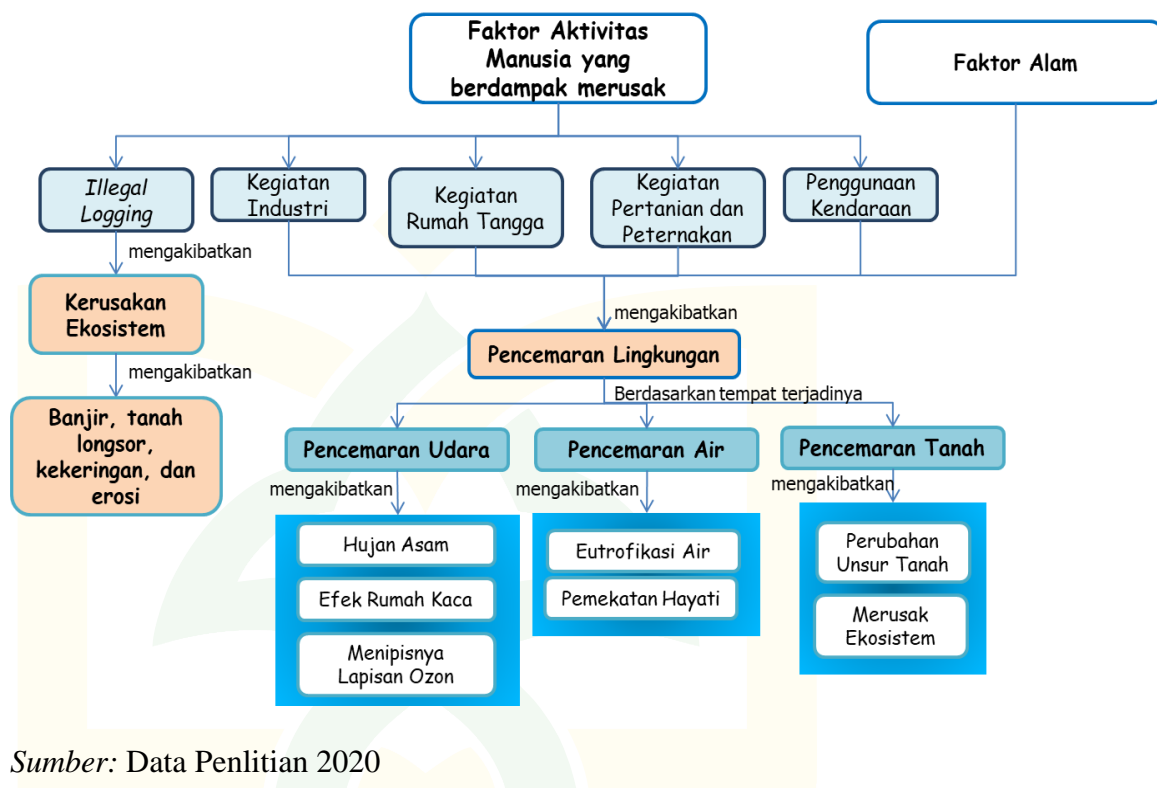 Faktor Aktivitas
Manusia yang
berdampak merusak
Faktor Alam
Illegal
Logging
Kegiatan
Industri
Kegiatan
Rumah Tangga
Kegiatan
Pertanian dan
Peternakan
Penggunaan
Kendaraan
mengakibatkan
Kerusakan
Ekosistem
mengakibatkan
Banjir, tanah
longsor,
kekeringan, dan
erosi
mengakibatkan
Pencemaran Lingkungan
Berdasarkan tempat terjadinya
Pencemaran Udara
Pencemaran Air
Pencemaran Tanah
mengakibatkan
mengakibatkan
mengakibatkan
Hujan Asam
Efek Rumah Kaca
Menipisnya
Lapisan Ozon
Eutrofikasi Air
Pemekatan Hayati
Perubahan
Unsur Tanah
Merusak
Ekosistem
Sumber: Data Penlitian 2020